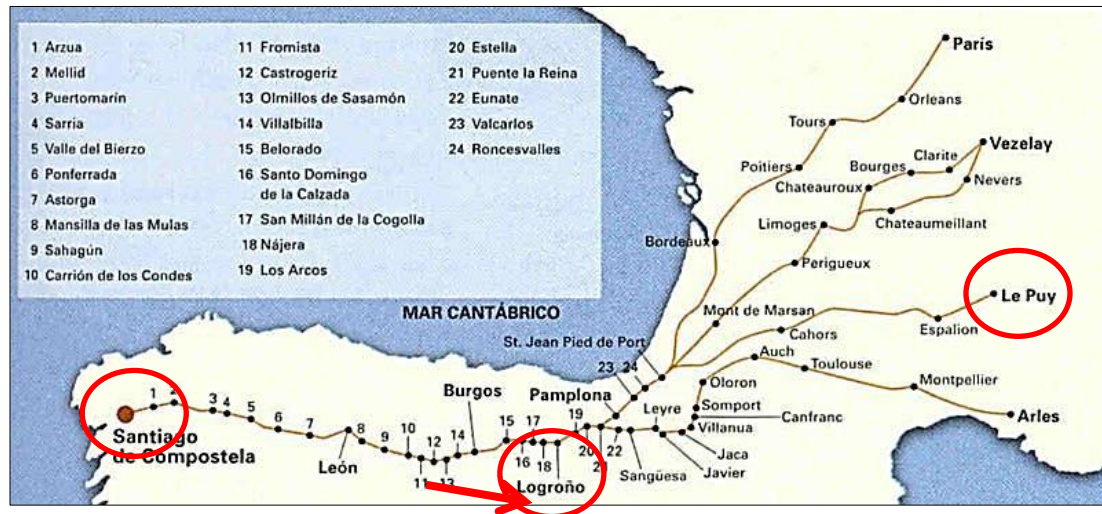 1 Arzua
2 Mellid
3 Puertomarín
4 Sarria
5 Valle del Bierzo
6 Ponferrada
7 Astorga
8 Mansilla de las Mulas
9 Sahagún
10 Carrión de los Condes
11 Fromista
12 Castrogeriz
13 Olmillos de Sasamón
14 Villalbilla
15 Belorado
16 Santo Domingo
de la Calzada
17 San Millán de la Cogolla
18 Nájera
19 Los Arcos
20 Estella
21 Puente la Reina
22 Eunate
23 Valcarlos
24 Roncesvalles
París
Orleans
Tours
Vezelay
Clarite
Bourges
Poitiers
Nevers
Chateauroux
Chateaumeillant
Limoges
Bordeaux
Perigueux
Le Puy
MAR CANTÁBRICO
Mont de Marsan
Espalion
Cahors
St. Jean Pied de Port
Auch
Toulouse
23
24
Oloron
Montpellier
Burgos
Pamplona
Somport
Leyre
Canfranc
Arles
1
2
3
4
5
6
7
8
9
10
12
14
15
17
19
Villanua
Santiago
de Compostela
León
11
13
16
18
20
21
22
Jaca
Sangüesa
Javier
Logroño